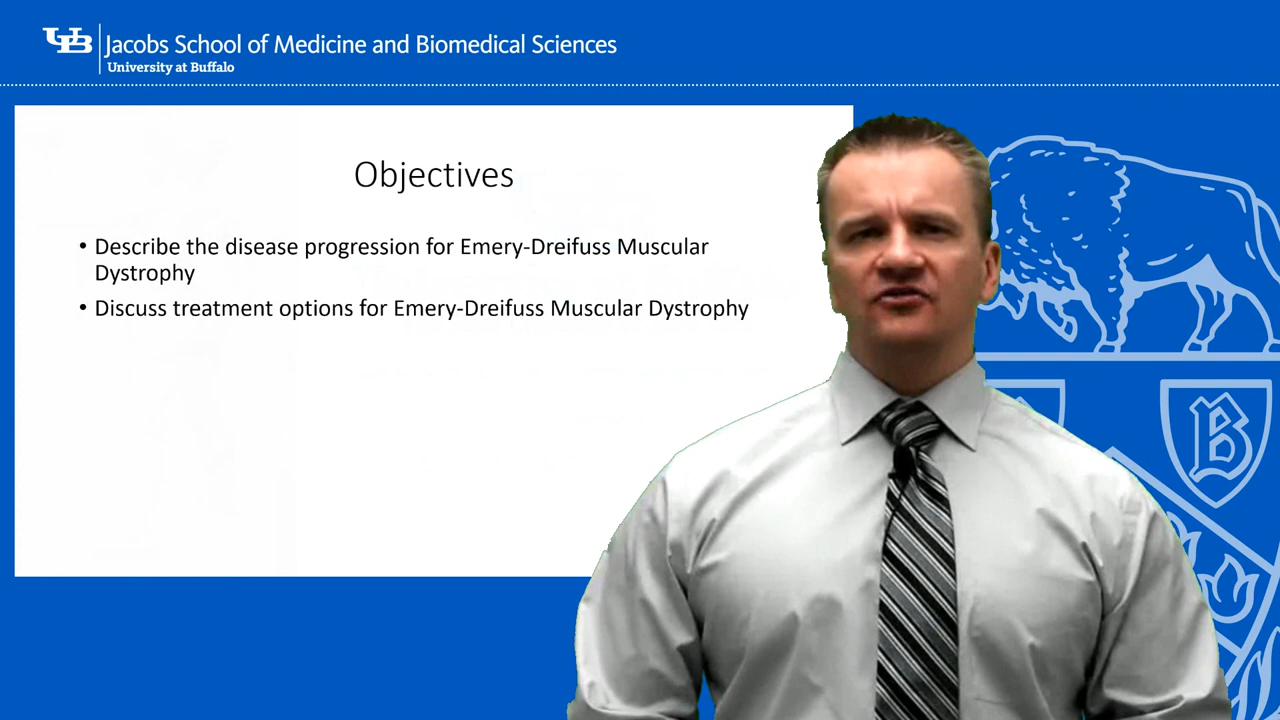 UB
Jacobs School of Medicine and Biomedical Sciences
University at Buffalo
Objectives
• Describe the disease progression for Emery-Dreifuss Muscular
Dystrophy
• Discuss treatment options for Emery-Dreifuss Muscular Dystrophy
B